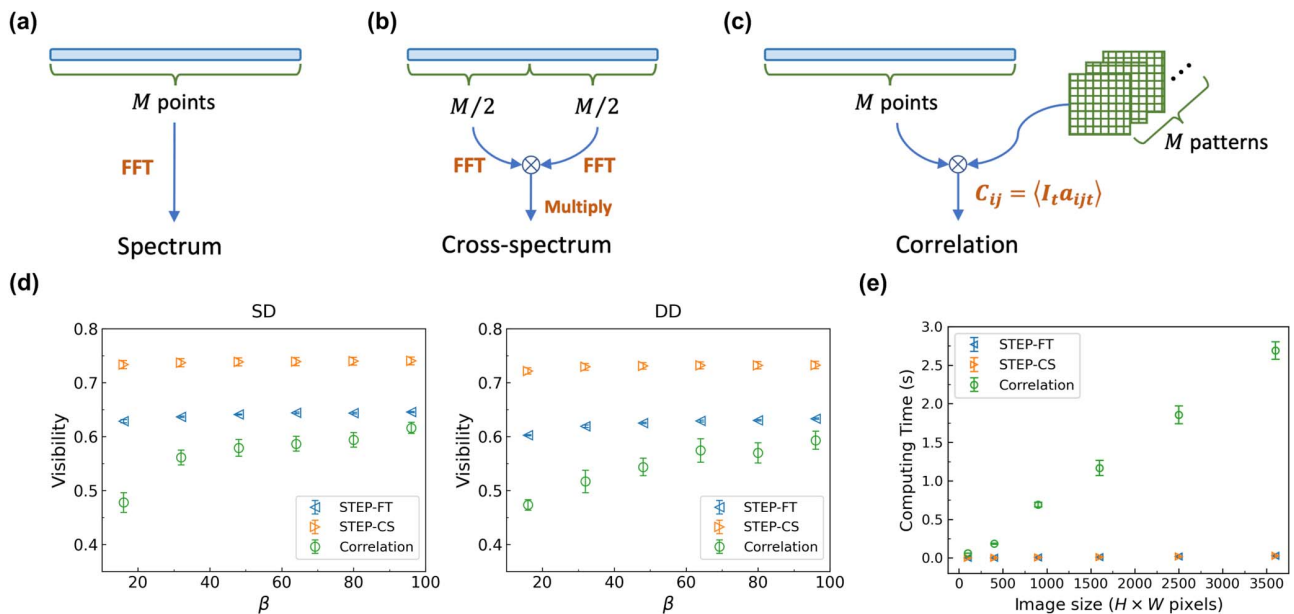 (a)
M points
FFT
Spectrum
(b)
M/2 M/2
FFT FFT
⊗
Multiply
Cross-spectrum
(c)
M points
M patterns
⊗
C_{ij} = ⟨I_t a_{ijt}⟩
Correlation
(d)
SD
Visibility
0.8
0.7
0.6
0.5
0.4
STEP-FT
STEP-CS
Correlation
20 40 60 80 100
β
DD
Visibility
0.8
0.7
0.6
0.5
0.4
STEP-FT
STEP-CS
Correlation
20 40 60 80 100
β
(e)
Computing Time (s)
3.0
2.5
2.0
1.5
1.0
0.5
0.0
STEP-FT
STEP-CS
Correlation
0 500 1000 1500 2000 2500 3000 3500
Image size (H × W pixels)